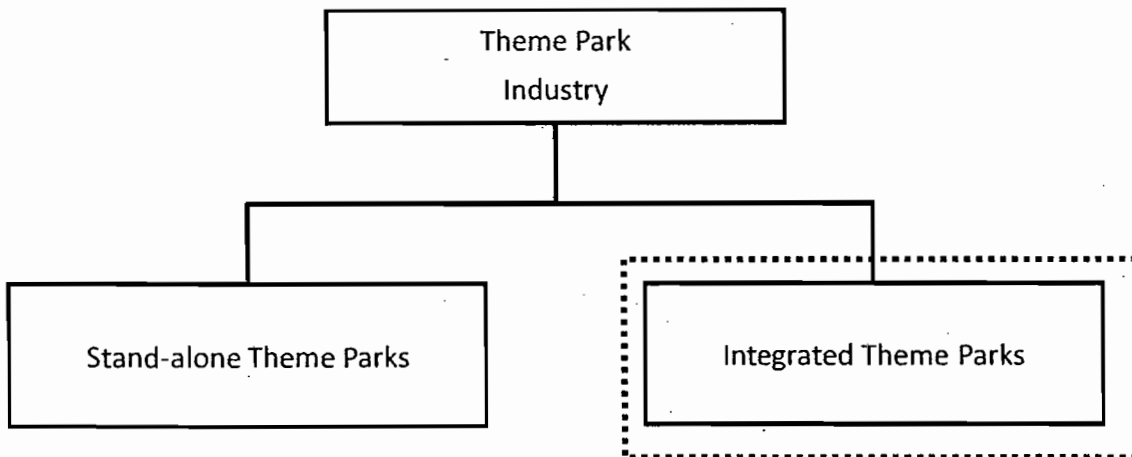 Theme Park
Industry
Stand-alone Theme Parks
Integrated Theme Parks